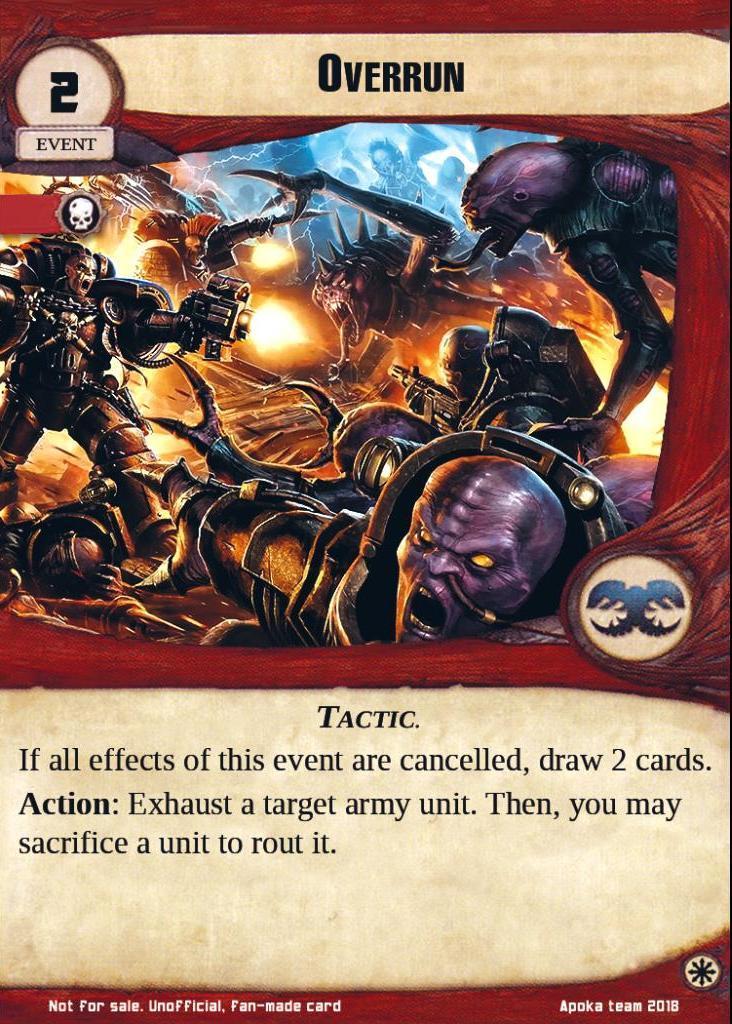 OVERRUN
2
EVENT
TACTIC.
If all effects of this event are cancelled, draw 2 cards.
Action: Exhaust a target army unit. Then, you may
sacrifice a unit to rout it.
Not for sale. Unofficial, fan-made card
Apoka team 2018